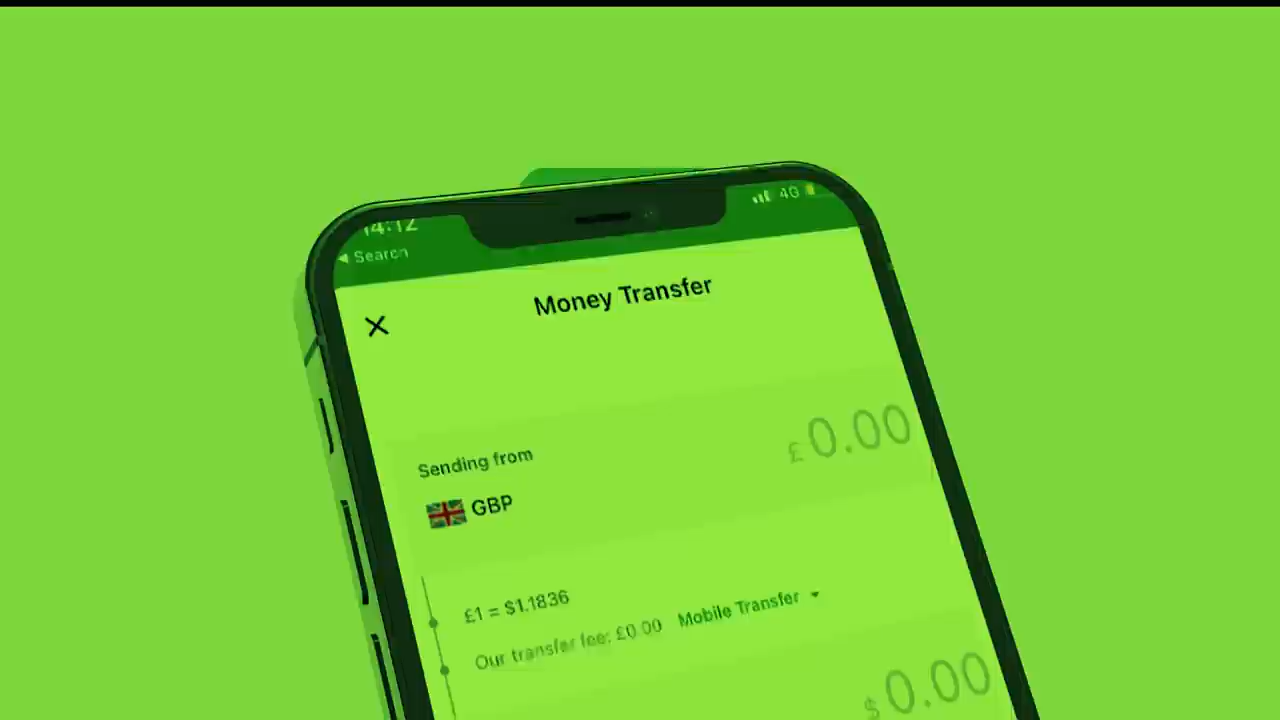 14:12
4G
Search
Money Transfer
Sending from
£0.00
GBP
£1 = $1.1836
Our transfer fee: £0.00 Mobile Transfer
$0.00